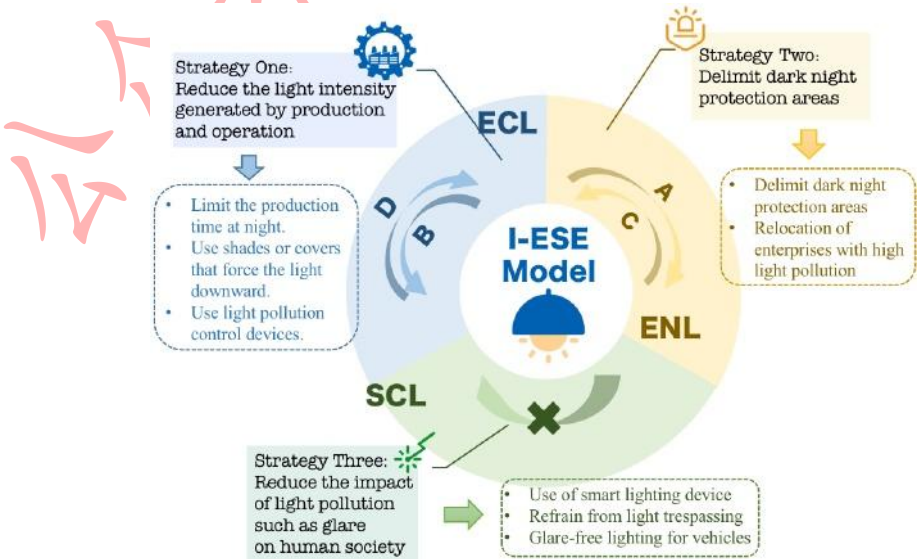 Strategy One:
Reduce the light intensity
generated by production
and operation
Strategy Two:
Delimit dark night
protection areas
ECL
• Limit the production
time at night.
• Use shades or covers
that force the light
downward.
• Use light pollution
control devices.
D
B
A
C
• Delimit dark night
protection areas
• Relocation of
enterprises with high
light pollution
I-ESE
Model
ENL
SCL
Strategy Three:
Reduce the impact
of light pollution
such as glare
on human society
• Use of smart lighting device
• Refrain from light trespassing
• Glare-free lighting for vehicles